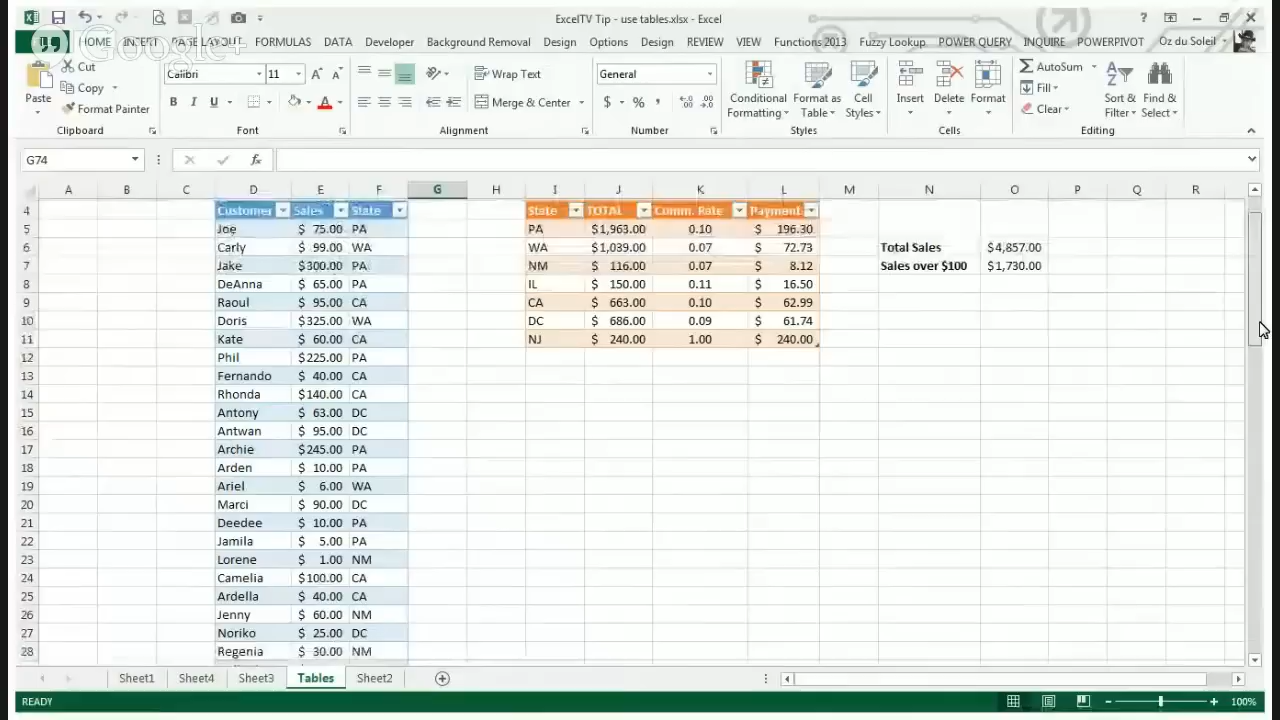 ExcelTV Tip - use tables.xlsx - Excel
Google+
HOME INSERT PAGE LAYOUT FORMULAS DATA Developer Background Removal Design Options Design REVIEW VIEW Functions 2013 Fuzzy Lookup POWER QUERY INQUIRE POWERPIVOT Oz du Soleil
Cut Calibri 11 Wrap Text General AutoSum
Paste Copy Conditional Format as Cell Insert Delete Format Fill Sort & Find &
Format Painter B I U A Merge & Center $ % , Formatting Table Styles Clear Filter Select
Clipboard Font Alignment Number Styles Cells Editing
G74 fx
A B C D E F G H I J K L M N O P Q R
4 Customer Sales State State TOTAL Comm. Rate Payment
5 Joe $ 75.00 PA PA $1,963.00 0.10 $ 196.30
6 Carly $ 99.00 WA WA $1,039.00 0.07 $ 72.73 Total Sales $4,857.00
7 Jake $300.00 PA NM $ 116.00 0.07 $ 8.12 Sales over $100 $1,730.00
8 DeAnna $ 65.00 PA IL $ 150.00 0.11 $ 16.50
9 Raoul $ 95.00 CA CA $ 663.00 0.10 $ 62.99
10 Doris $325.00 WA DC $ 686.00 0.09 $ 61.74
11 Kate $ 60.00 CA NJ $ 240.00 1.00 $ 240.00
12 Phil $225.00 PA
13 Fernando $ 40.00 CA
14 Rhonda $140.00 CA
15 Antony $ 63.00 DC
16 Antwan $ 95.00 DC
17 Archie $245.00 PA
18 Arden $ 10.00 PA
19 Ariel $ 6.00 WA
20 Marci $ 90.00 DC
21 Deedee $ 10.00 PA
22 Jamila $ 5.00 PA
23 Lorene $ 1.00 NM
24 Camelia $100.00 CA
25 Ardella $ 40.00 CA
26 Jenny $ 60.00 NM
27 Noriko $ 25.00 DC
28 Regenia $ 30.00 NM
Sheet1 Sheet4 Sheet3 Tables Sheet2
READY 100%